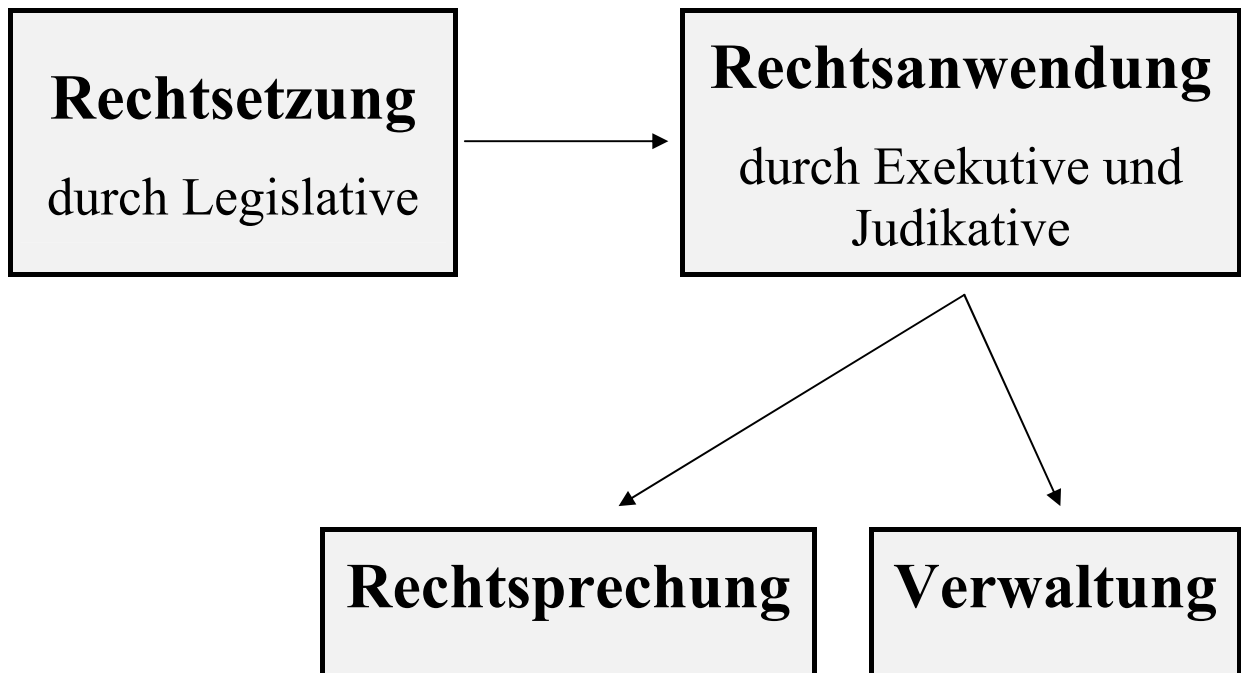 Rechtsetzung
durch Legislative
Rechtsanwendung
durch Exekutive und
Judikative
Rechtsprechung
Verwaltung